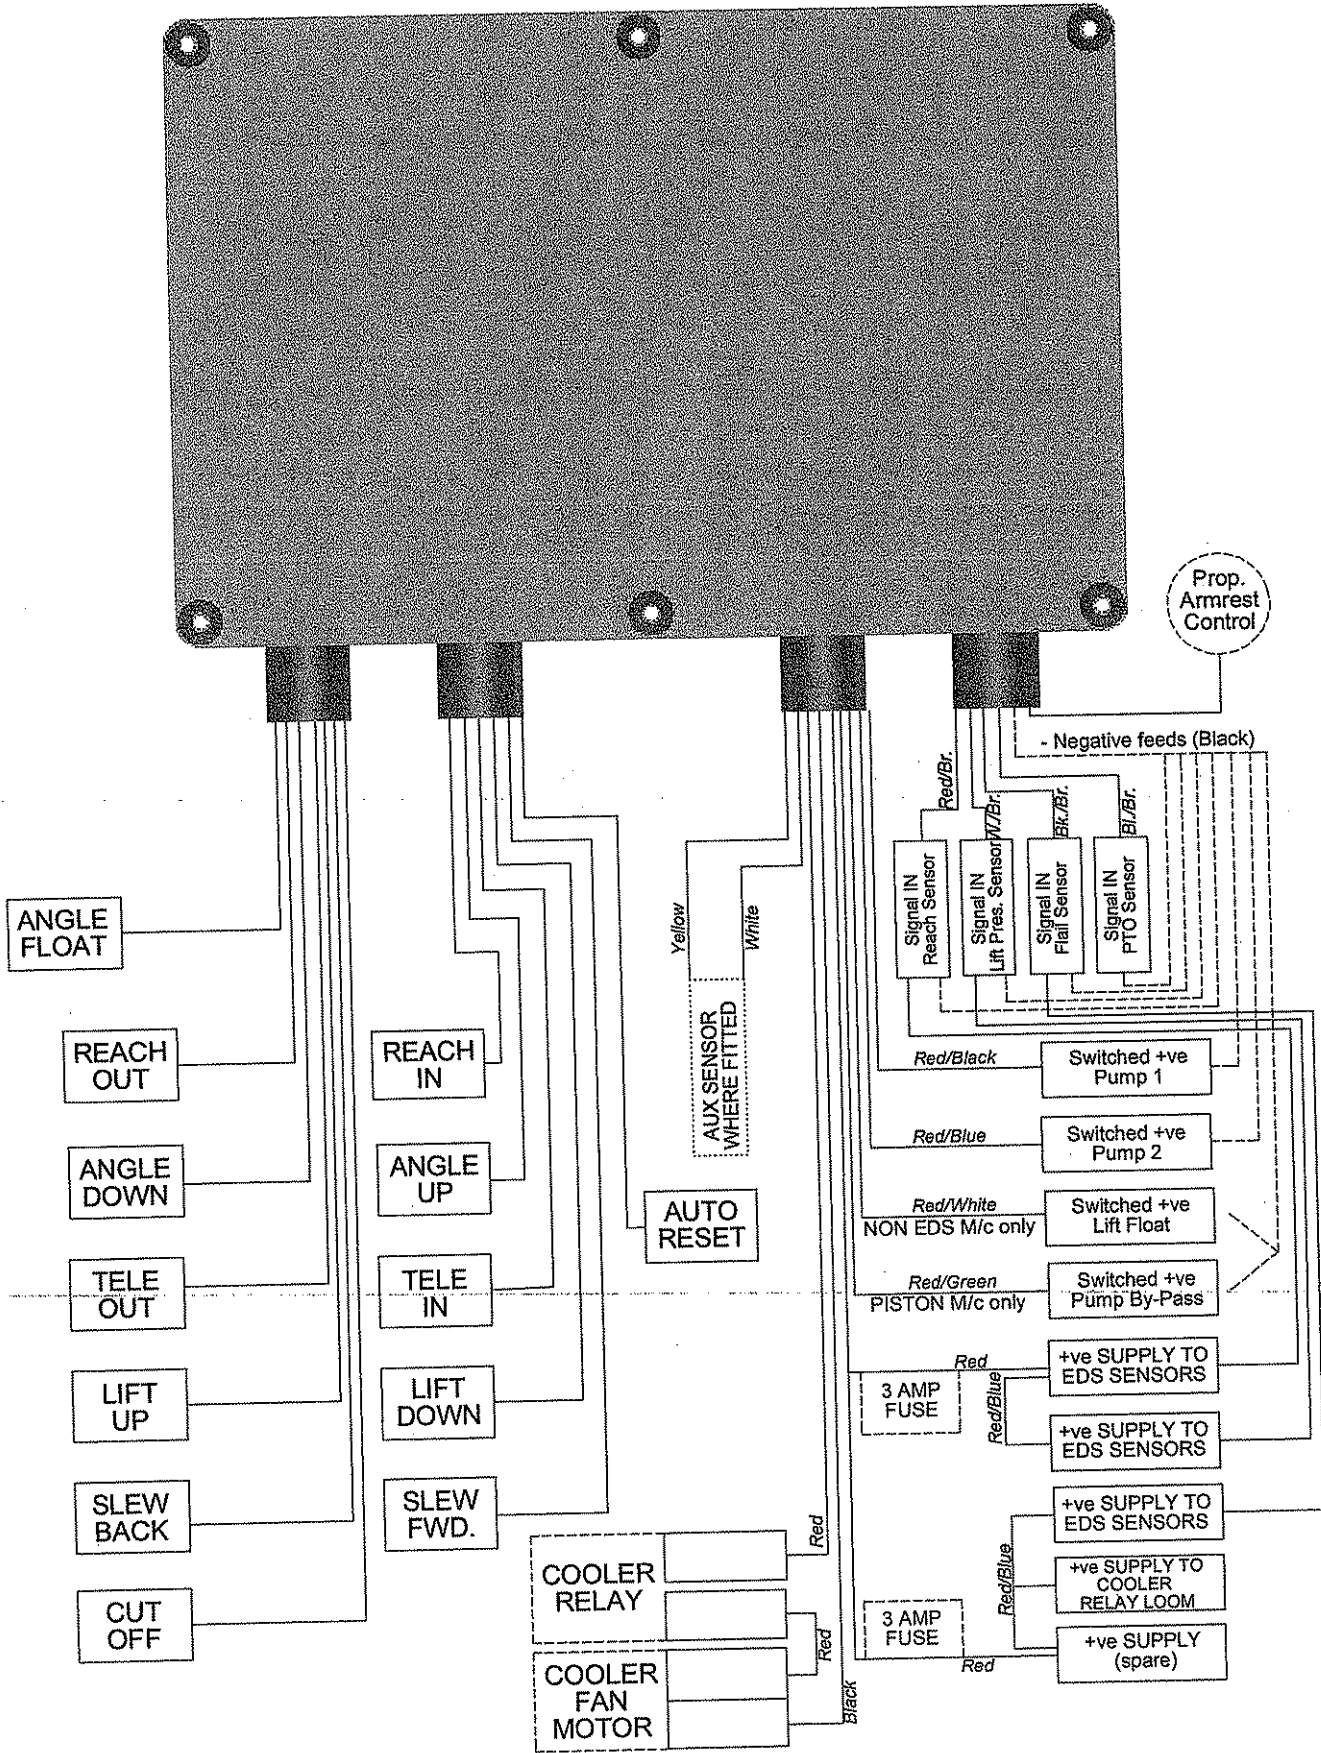 Prop.
Armrest
Control
- Negative feeds (Black)
Red/Br.
W./Br.
Bk./Br.
Bl./Br.
Signal IN
Reach Sensor
Signal IN
Lift Pres. Sensor
Signal IN
Flail Sensor
Signal IN
PTO Sensor
ANGLE
FLOAT
REACH
OUT
ANGLE
DOWN
TELE
OUT
LIFT
UP
SLEW
BACK
CUT
OFF
REACH
IN
ANGLE
UP
TELE
IN
LIFT
DOWN
SLEW
FWD.
AUTO
RESET
Yellow
White
AUX SENSOR
WHERE FITTED
Red/Black
Switched +ve
Pump 1
Red/Blue
Switched +ve
Pump 2
Red/White
NON EDS M/c only
Switched +ve
Lift Float
Red/Green
PISTON M/c only
Switched +ve
Pump By-Pass
Red
3 AMP
FUSE
Red/Blue
+ve SUPPLY TO
EDS SENSORS
+ve SUPPLY TO
EDS SENSORS
+ve SUPPLY TO
EDS SENSORS
Red/Blue
+ve SUPPLY TO
COOLER
RELAY LOOM
3 AMP
FUSE
Red
+ve SUPPLY
(spare)
COOLER
RELAY
Red
Red
COOLER
FAN
MOTOR
Black